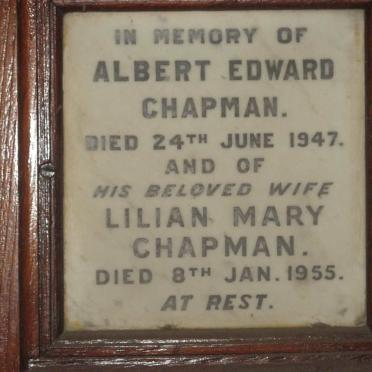 IN MEMORY OF
ALBERT EDWARD
CHAPMAN.
DIED 24TH JUNE 1947.
AND OF
HIS BELOVED WIFE
LILIAN MARY
CHAPMAN.
DIED 8TH JAN. 1955.
AT REST.